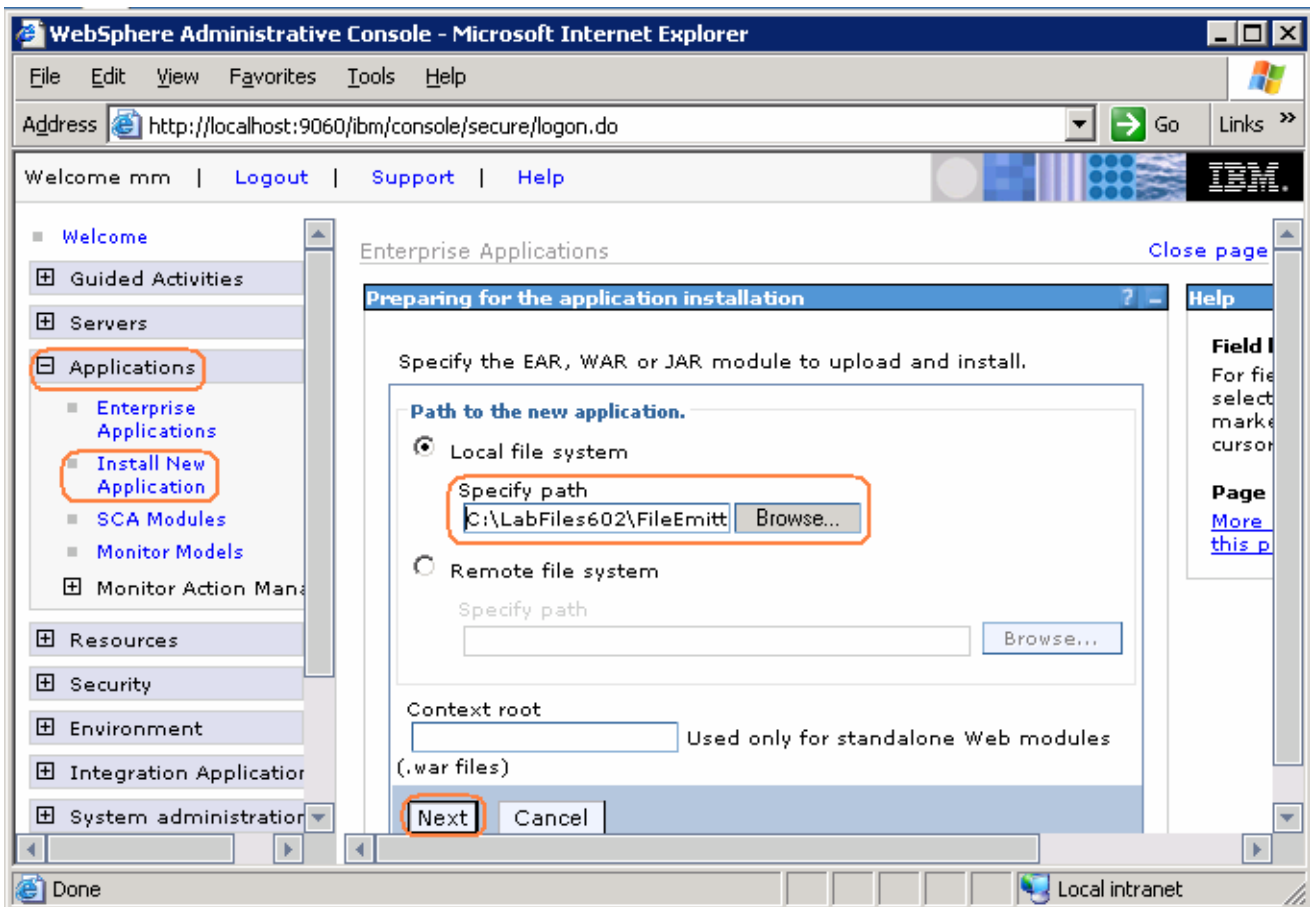 WebSphere Administrative Console - Microsoft Internet Explorer
File Edit View Favorites Tools Help
Address http://localhost:9060/ibm/console/secure/logon.do Go Links »
Welcome mm | Logout | Support | Help
IBM.
Welcome
Guided Activities
Servers
Applications
Enterprise
Applications
Install New
Application
SCA Modules
Monitor Models
Monitor Action Mana
Resources
Security
Environment
Integration Application
System administration
Enterprise Applications
Close page
Preparing for the application installation ? –
Specify the EAR, WAR or JAR module to upload and install.
Path to the new application.
Local file system
Specify path
C:\LabFiles602\FileEmitt Browse...
Remote file system
Specify path
Browse...
Context root
Used only for standalone Web modules
(.war files)
Next Cancel
Help
Field
For fie
select
marke
cursor
Page
More
this p
Done
Local intranet